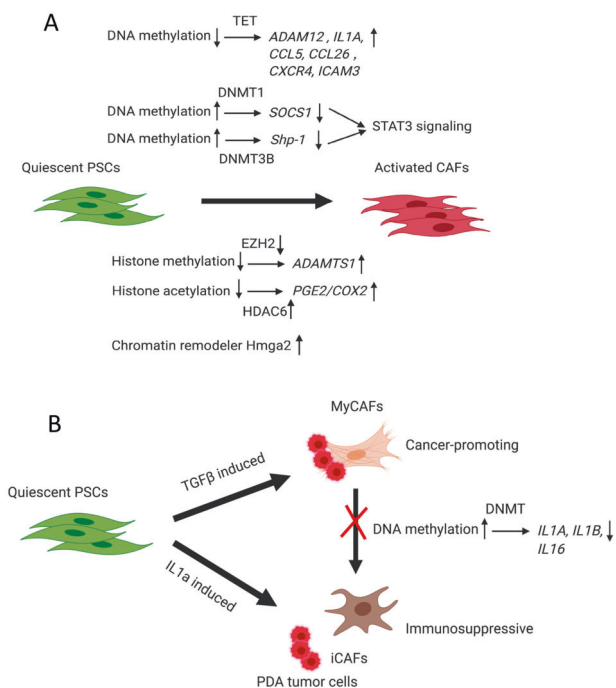 A
TET
DNA methylation
ADAM12 , IL1A,
CCL5, CCL26 ,
CXCR4, ICAM3
DNMT1
DNA methylation
SOCS1
STAT3 signaling
DNA methylation
Shp-1
DNMT3B
Quiescent PSCs
Activated CAFs
EZH2
Histone methylation
ADAMTS1
Histone acetylation
PGE2/COX2
HDAC6
Chromatin remodeler Hmga2
B
MyCAFs
Cancer-promoting
TGFβ induced
Quiescent PSCs
DNMT
DNA methylation
IL1A, IL1B,
IL16
IL1a induced
Immunosuppressive
iCAFs
PDA tumor cells